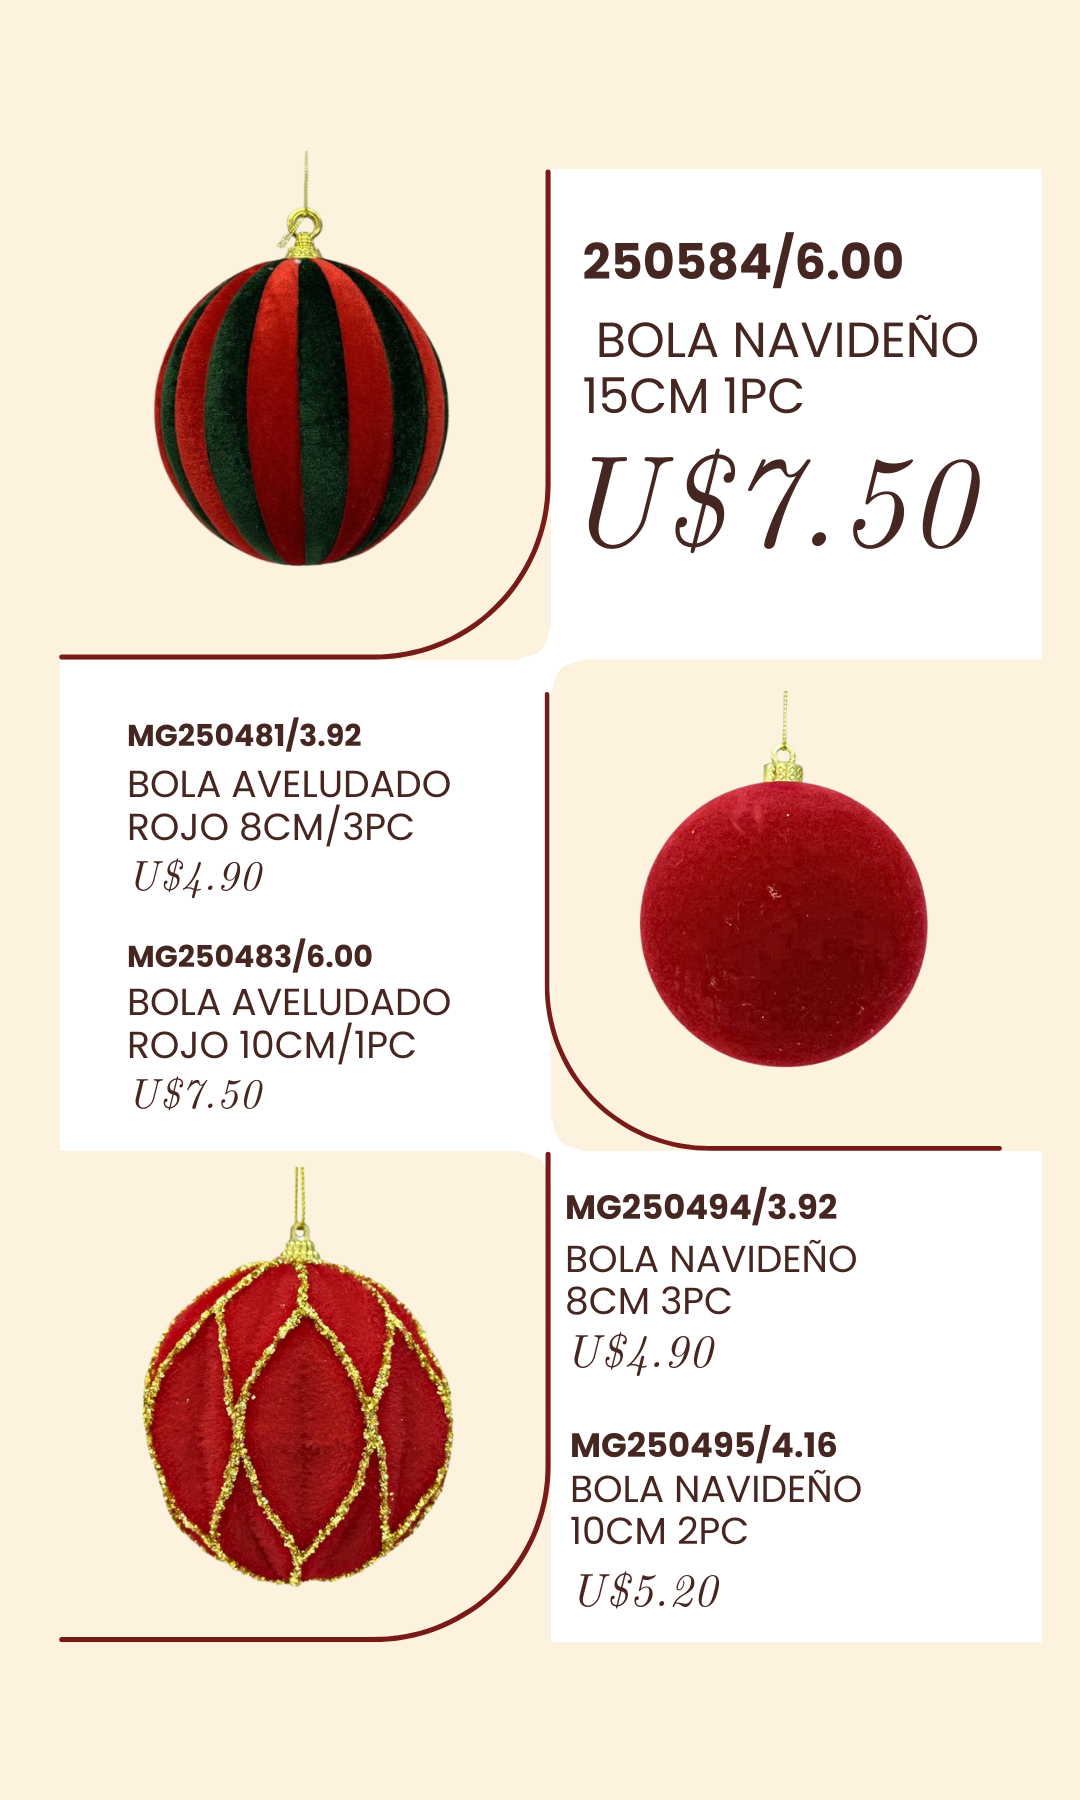 250584/6.00
BOLA NAVIDEÑO
15CM 1PC
U$7.50
MG250481/3.92
BOLA AVELUDADO
ROJO 8CM/3PC
U$4.90
MG250483/6.00
BOLA AVELUDADO
ROJO 10CM/1PC
U$7.50
MG250494/3.92
BOLA NAVIDEÑO
8CM 3PC
U$4.90
MG250495/4.16
BOLA NAVIDEÑO
10CM 2PC
U$5.20